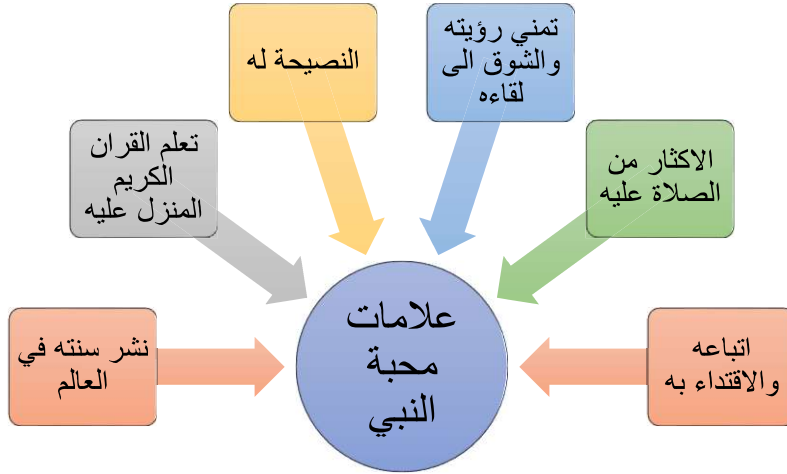 علامات
محبة
النبي
اتباعه
والاقتداء به
الاكثار من
الصلاة عليه
تمني رؤيته
والشوق الى
لقاءه
النصيحة له
تعلم القران
الكريم
المنزل عليه
نشر سنته في
العالم